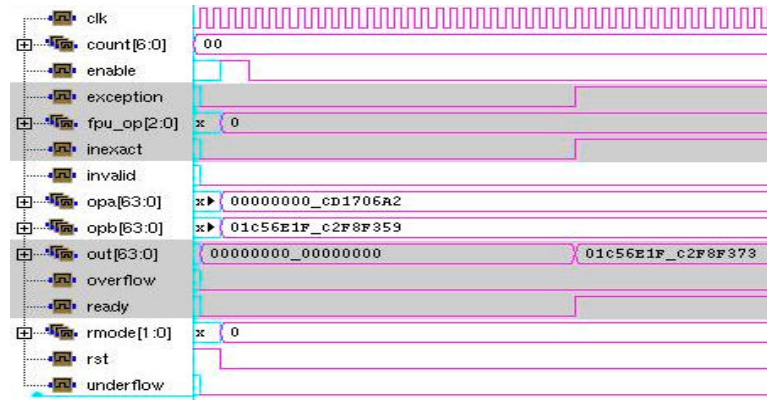 clk
count[6:0] 00
enable
exception
fpu_op[2:0] x 0
inexact
invalid
opa[63:0] x 00000000_CD1706A2
opb[63:0] x 01C56E1F_C2F8F359
out[63:0] 00000000_00000000 01C56E1F_C2F8F373
overflow
ready
rmode[1:0] x 0
rst
underflow